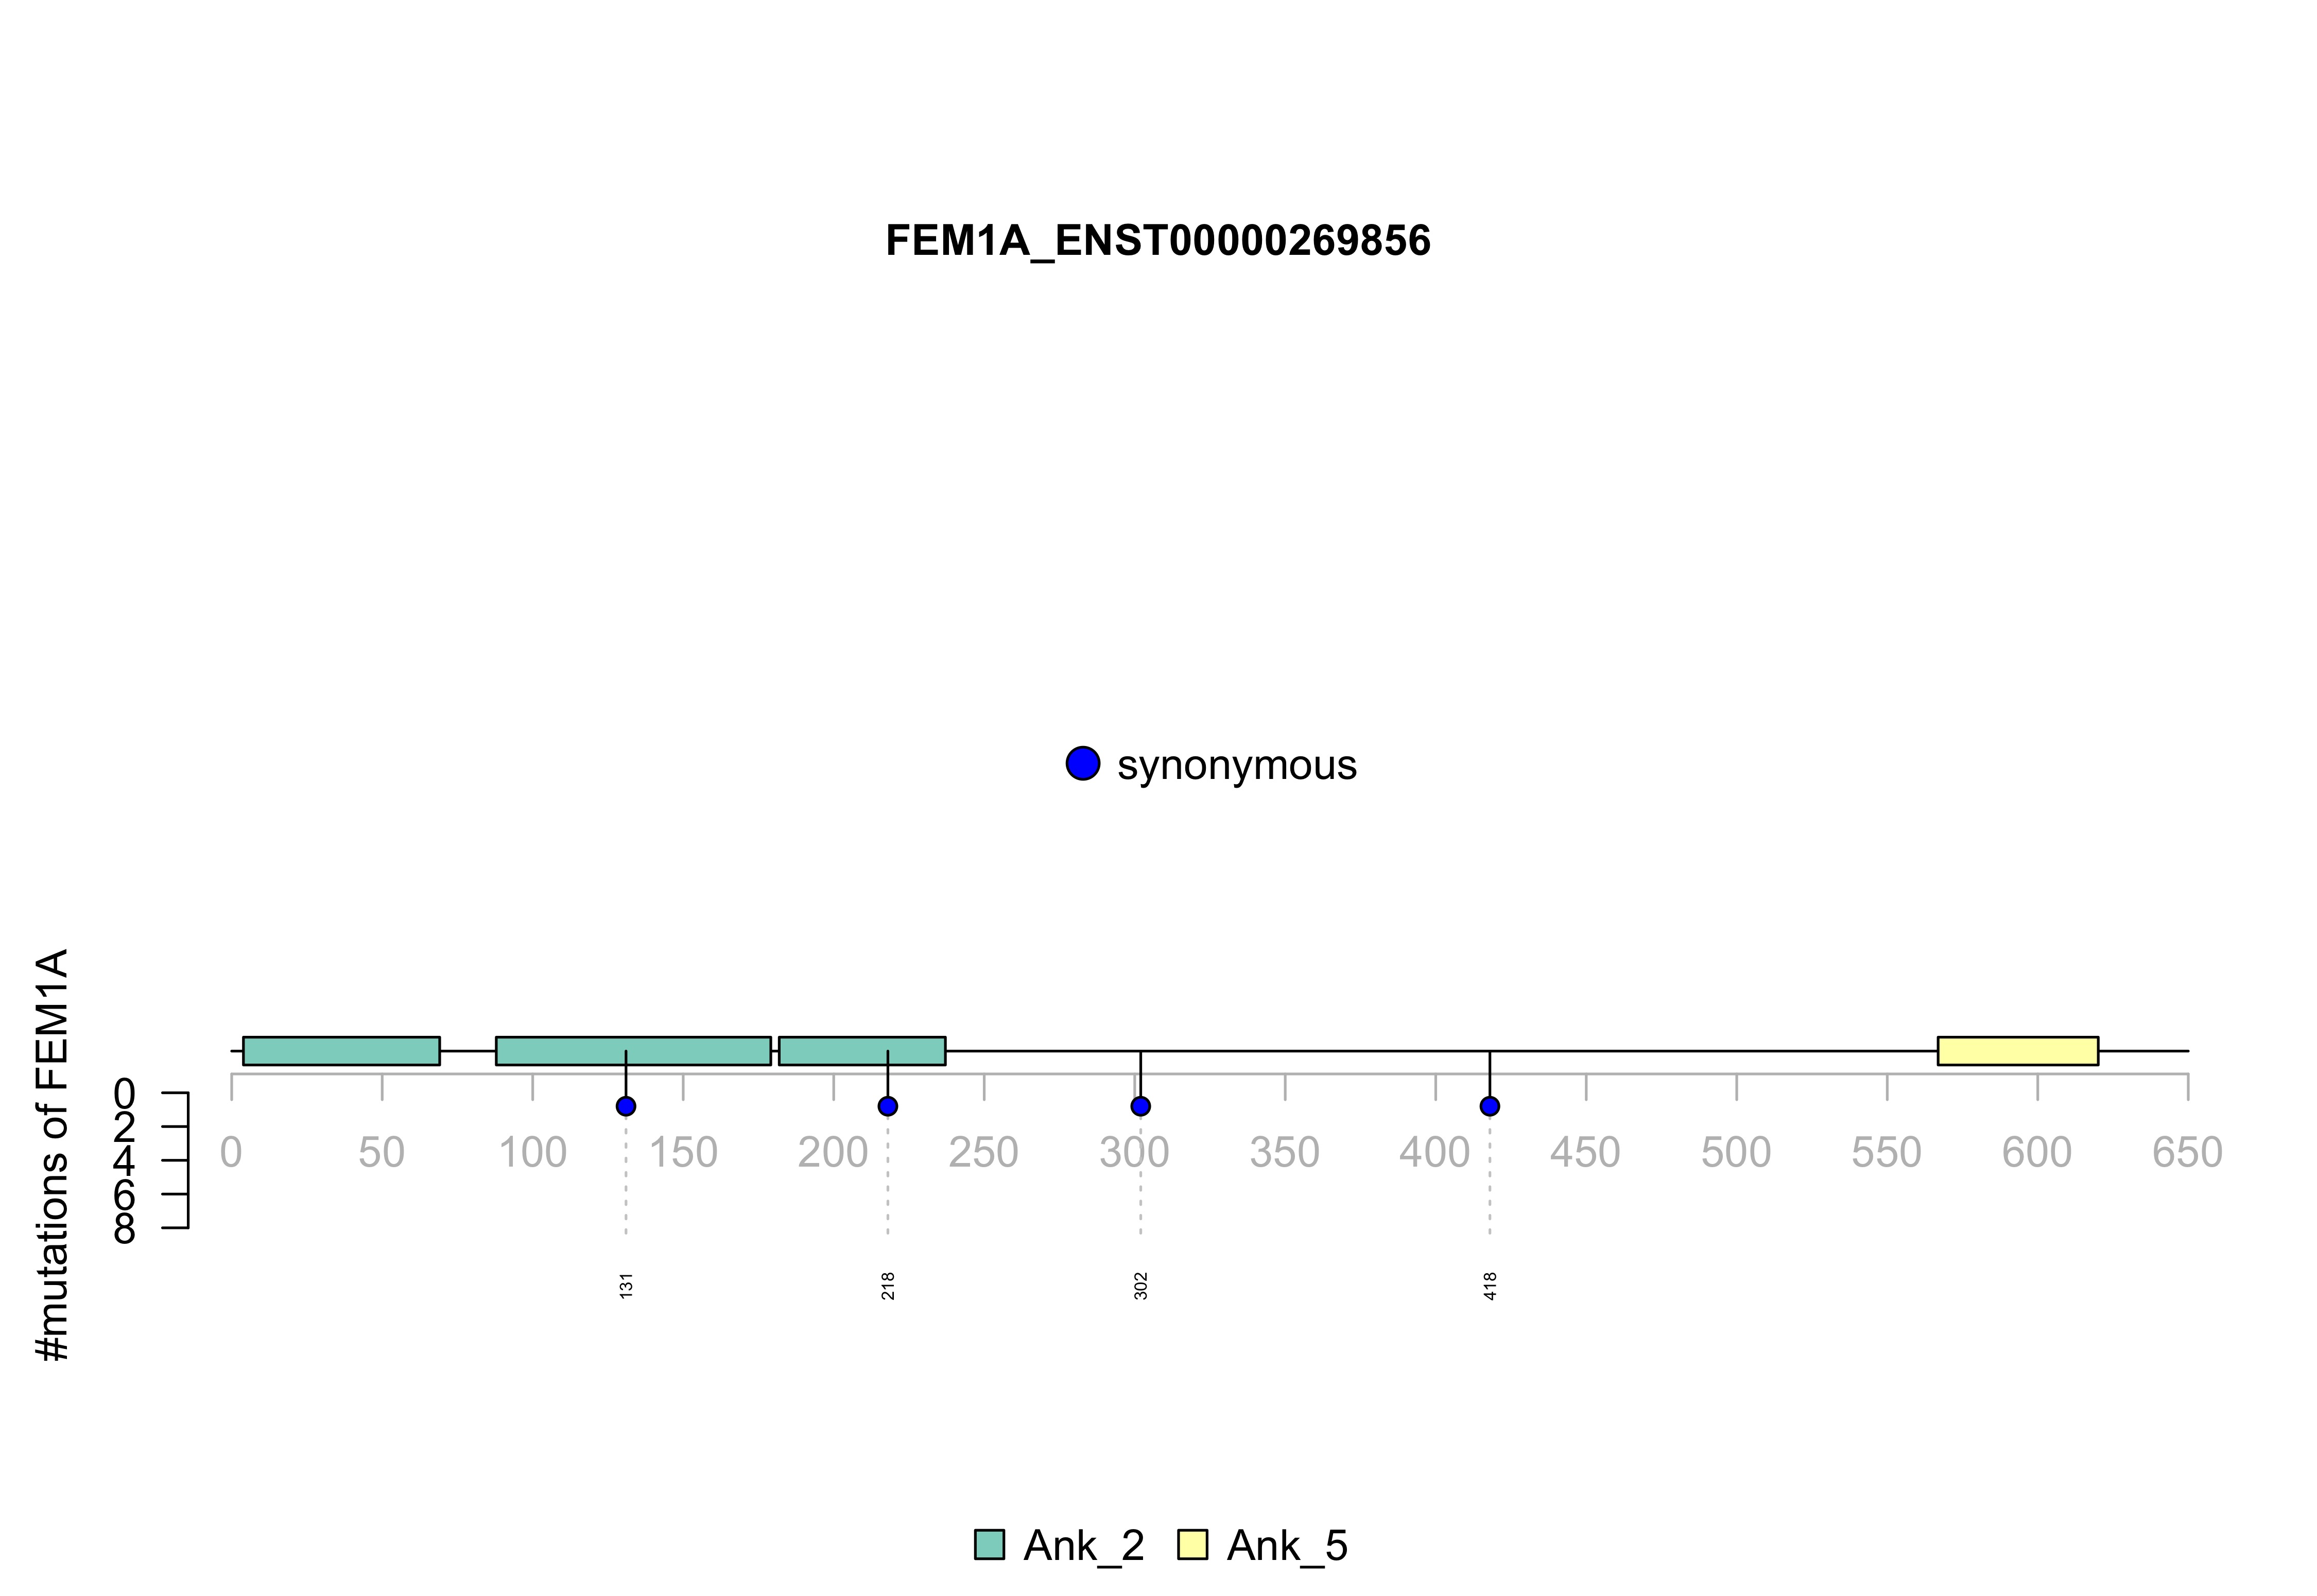 FEM1A_ENST00000269856
synonymous
#mutations of FEM1A
0
2
4
6
8
0 50 100 150 200 250 300 350 400 450 500 550 600 650
131 218 302 418
Ank_2 Ank_5